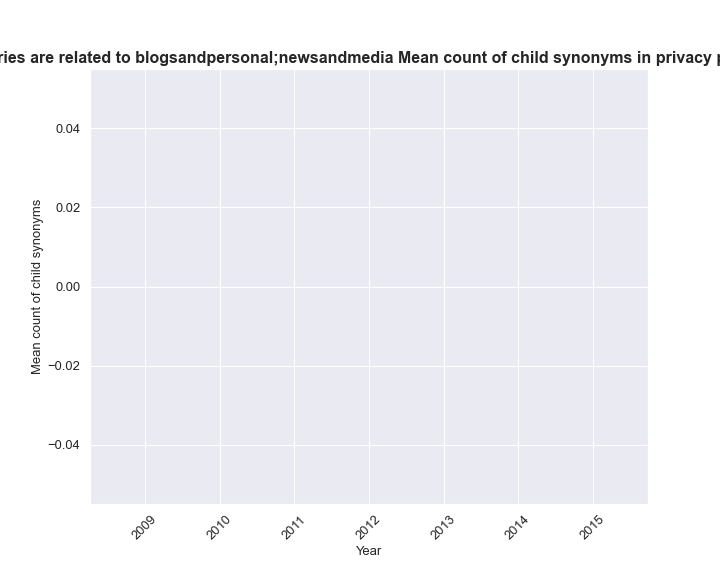 ries are related to blogsandpersonal;newsandmedia Mean count of child synonyms in privacy p
0.04
0.02
0.00
−0.02
−0.04
Mean count of child synonyms
2009 2010 2011 2012 2013 2014 2015
Year